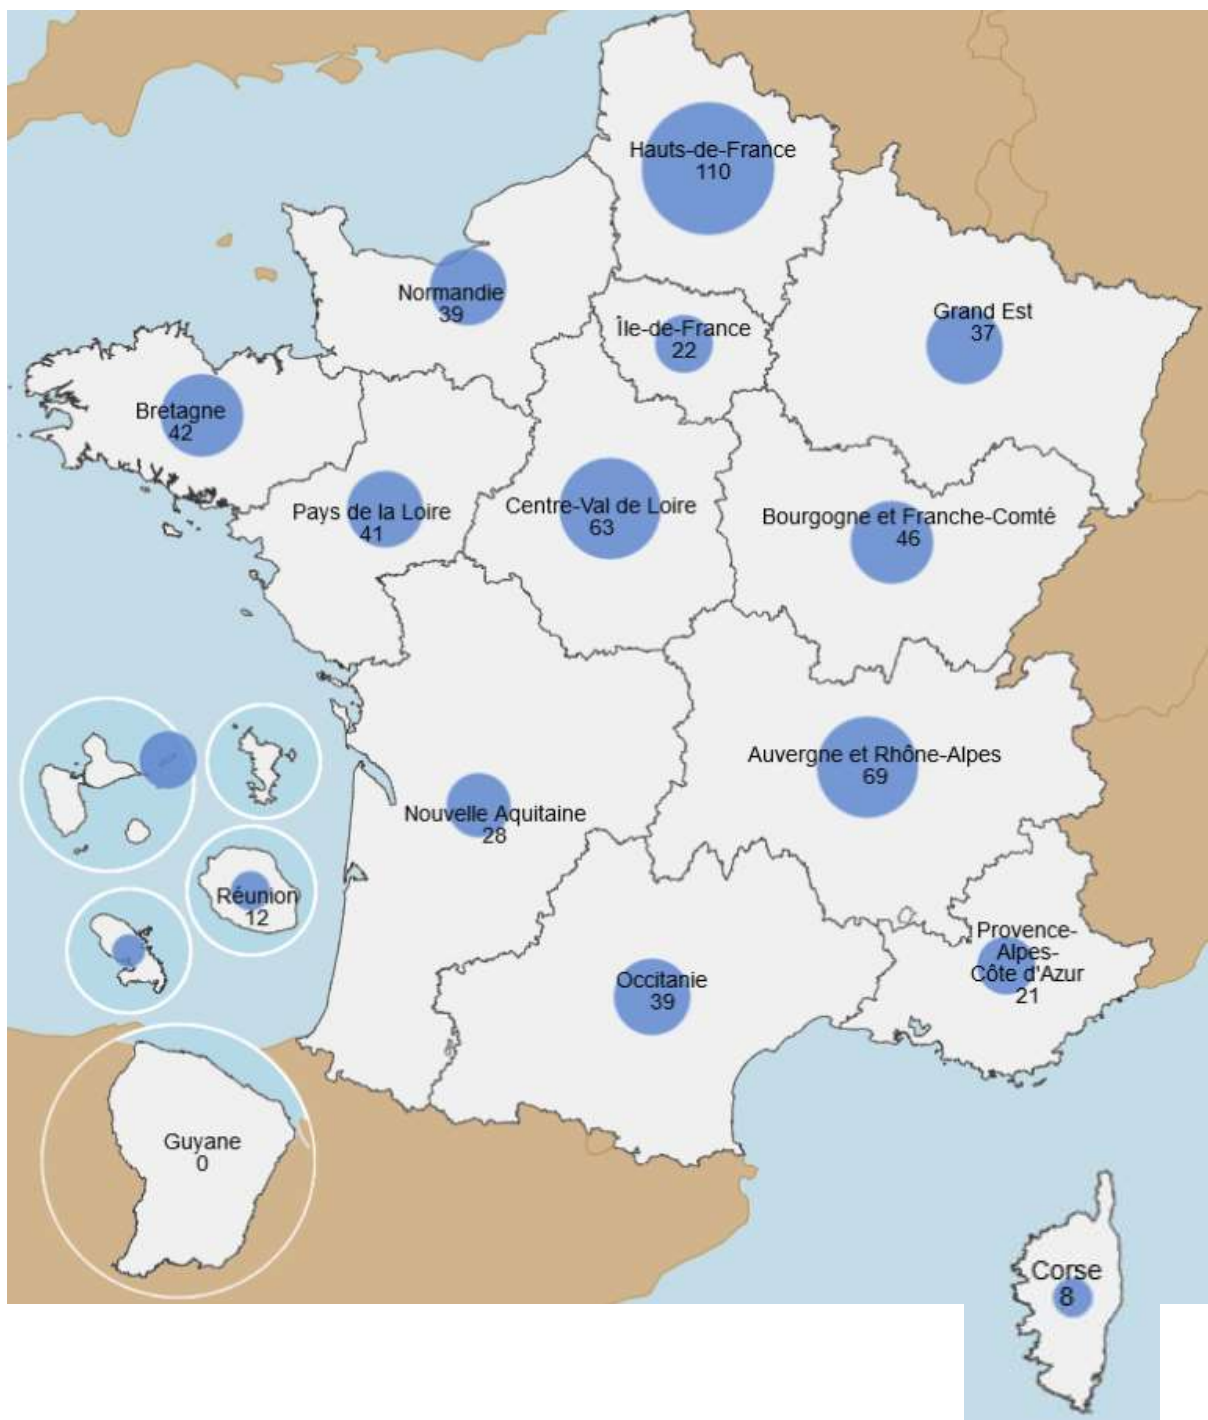 Hauts-de-France
110
Normandie
39
Île-de-France
22
Grand Est
37
Bretagne
42
Pays de la Loire
41
Centre-Val de Loire
63
Bourgogne et Franche-Comté
46
Auvergne et Rhône-Alpes
69
Nouvelle Aquitaine
28
Réunion
12
Provence-
Alpes-
Côte d'Azur
21
Occitanie
39
Guyane
0
Corse
8